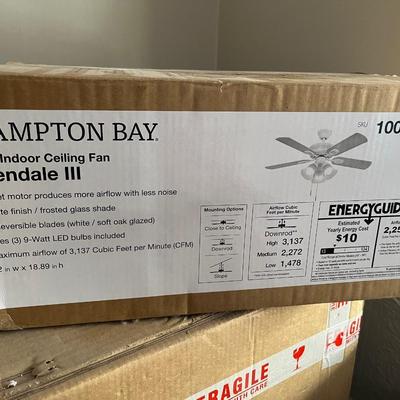 AMPTON BAY®
Indoor Ceiling Fan
endale III
et motor produces more airflow with less noise
te finish / frosted glass shade
eversible blades (white / soft oak glazed)
es (3) 9-Watt LED bulbs included
aximum airflow of 3,137 Cubic Feet per Minute (CFM)
2 in w x 18.89 in h
Mounting Options
Close to Ceiling
Downrod
Slope
Airflow Cubic
Feet per Minute
Downrod**
High 3,137
Medium 2,272
Low 1,478
SKU 100
ENERGYGUID
Estimated
Yearly Energy Cost
$10
Airflo
2,25
FRAGILE
WITH CARE